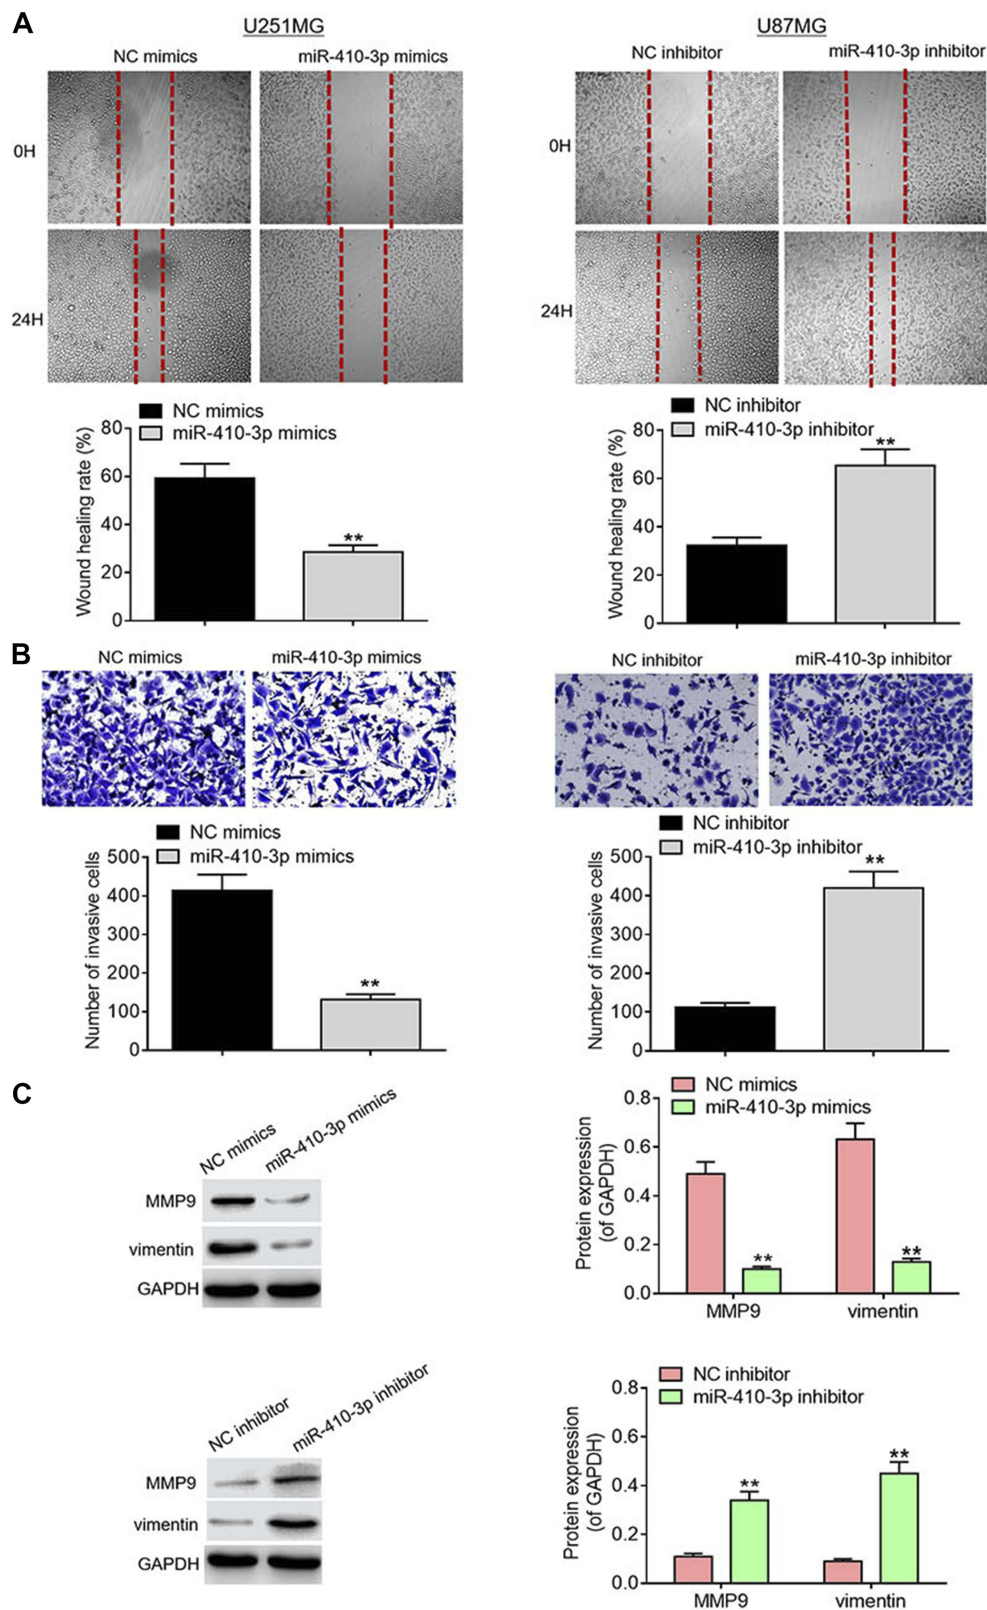 A
U251MG
U87MG
NC mimics
miR-410-3p mimics
NC inhibitor
miR-410-3p inhibitor
0H
0H
24H
24H
NC mimics
miR-410-3p mimics
Wound healing rate (%)
80
60
40
20
0
**
NC inhibitor
miR-410-3p inhibitor
Wound healing rate (%)
80
60
40
20
0
**
B
NC mimics
miR-410-3p mimics
NC inhibitor
miR-410-3p inhibitor
NC mimics
miR-410-3p mimics
Number of invasive cells
500
400
300
200
100
0
**
NC inhibitor
miR-410-3p inhibitor
Number of invasive cells
500
400
300
200
100
0
**
C
NC mimics
miR-410-3p mimics
MMP9
vimentin
GAPDH
NC mimics
miR-410-3p mimics
Protein expression
(of GAPDH)
0.8
0.6
0.4
0.2
0.0
**
**
MMP9
vimentin
NC inhibitor
miR-410-3p inhibitor
MMP9
vimentin
GAPDH
NC inhibitor
miR-410-3p inhibitor
Protein expression
(of GAPDH)
0.8
0.6
0.4
0.2
0.0
**
**
MMP9
vimentin